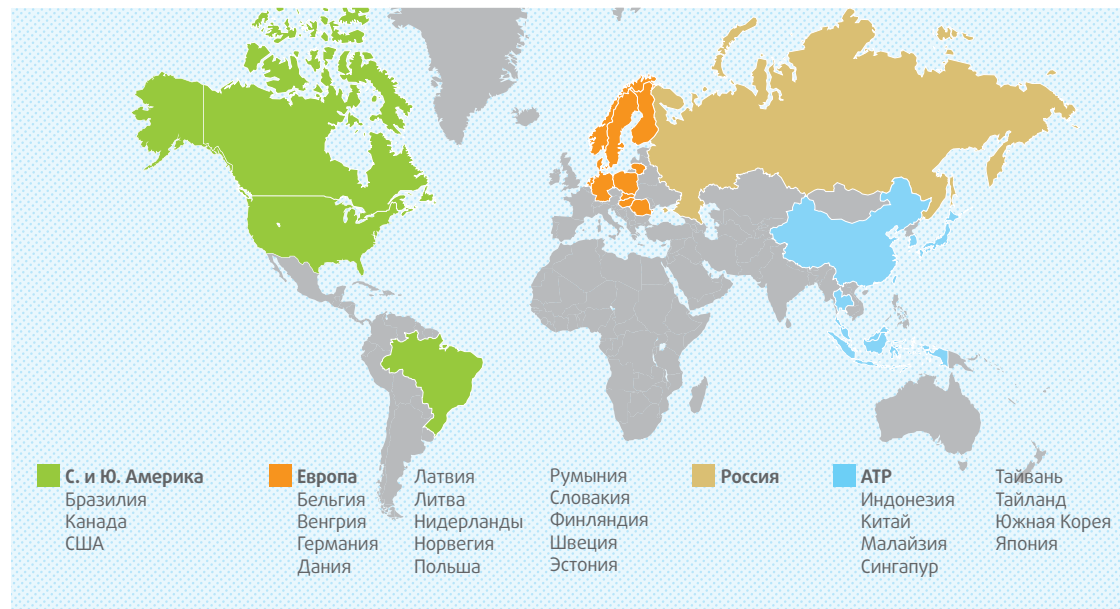 С. и Ю. Америка
Бразилия
Канада
США
Европа
Бельгия
Венгрия
Германия
Дания
Латвия
Литва
Нидерланды
Норвегия
Польша
Румыния
Словакия
Финляндия
Швеция
Эстония
Россия
АТР
Индонезия
Китай
Малайзия
Сингапур
Тайвань
Тайланд
Южная Корея
Япония